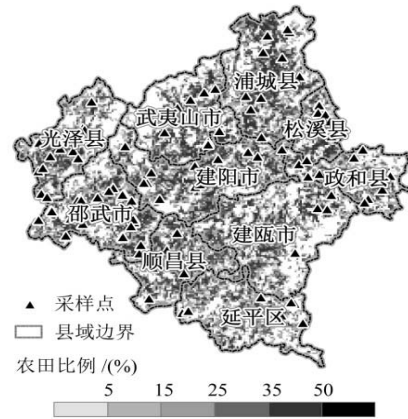 浦城县
武夷山市
光泽县
松溪县
建阳市
政和县
邵武市
建瓯市
顺昌县
延平区
采样点
县域边界
农田比例 /(%)
5 15 25 35 50